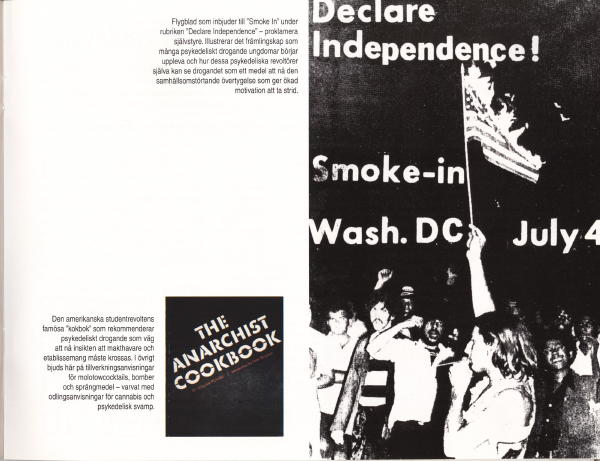 Flygblad som inbjuder till "Smoke In" under
rubriken "Declare Independence" – proklamera
självstyre. Illustrerar det främlingskap som
många psykedeliskt drogande ungdomar börjar
uppleva och hur dessa psykedeliska revoltörer
själva kan se drogandet som ett medel att nå den
samhällsomstörtande övertygelse som ger ökad
motivation att ta strid.
Declare
Independence!
Smoke-in
Wash. DC July 4
Den amerikanska studentrevoltens
famösa "kokbok" som rekommenderar
psykedeliskt drogande som väg
att nå insikten att makthavare och
etablissemang måste krossas. I övrigt
bjuds här på tillverkningsanvisningar
för molotowcocktails, bomber
och sprängmedel – varvat med
odlingsanvisningar för cannabis och
psykedelisk svamp.
THE
ANARCHIST
COOKBOOK